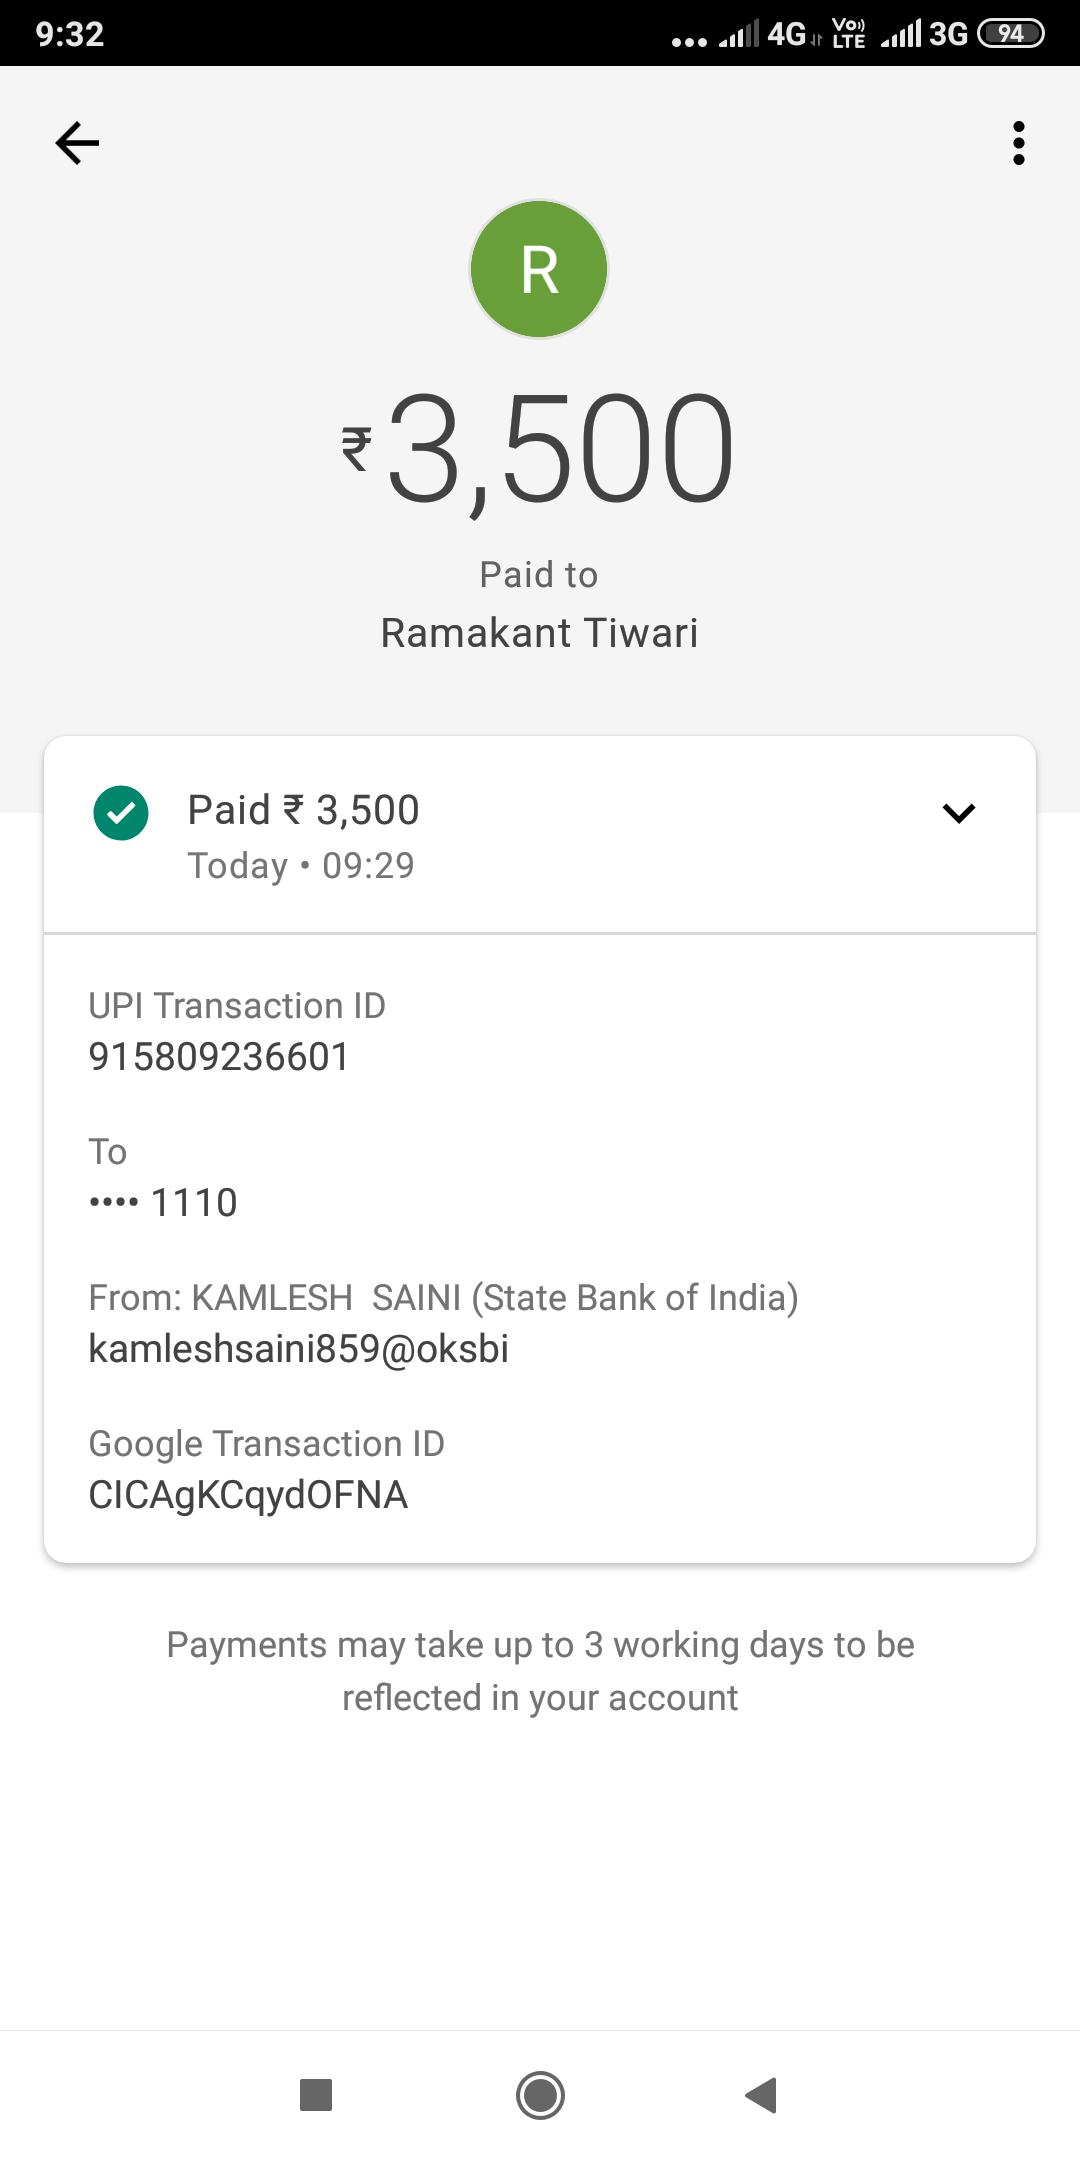 9:32
4G Vo)) LTE 3G 94
R
₹3,500
Paid to
Ramakant Tiwari
Paid ₹ 3,500
Today • 09:29
UPI Transaction ID
915809236601
To
•••• 1110
From: KAMLESH  SAINI (State Bank of India)
kamleshsaini859@oksbi
Google Transaction ID
CICAgKCqydOFNA
Payments may take up to 3 working days to be
reflected in your account